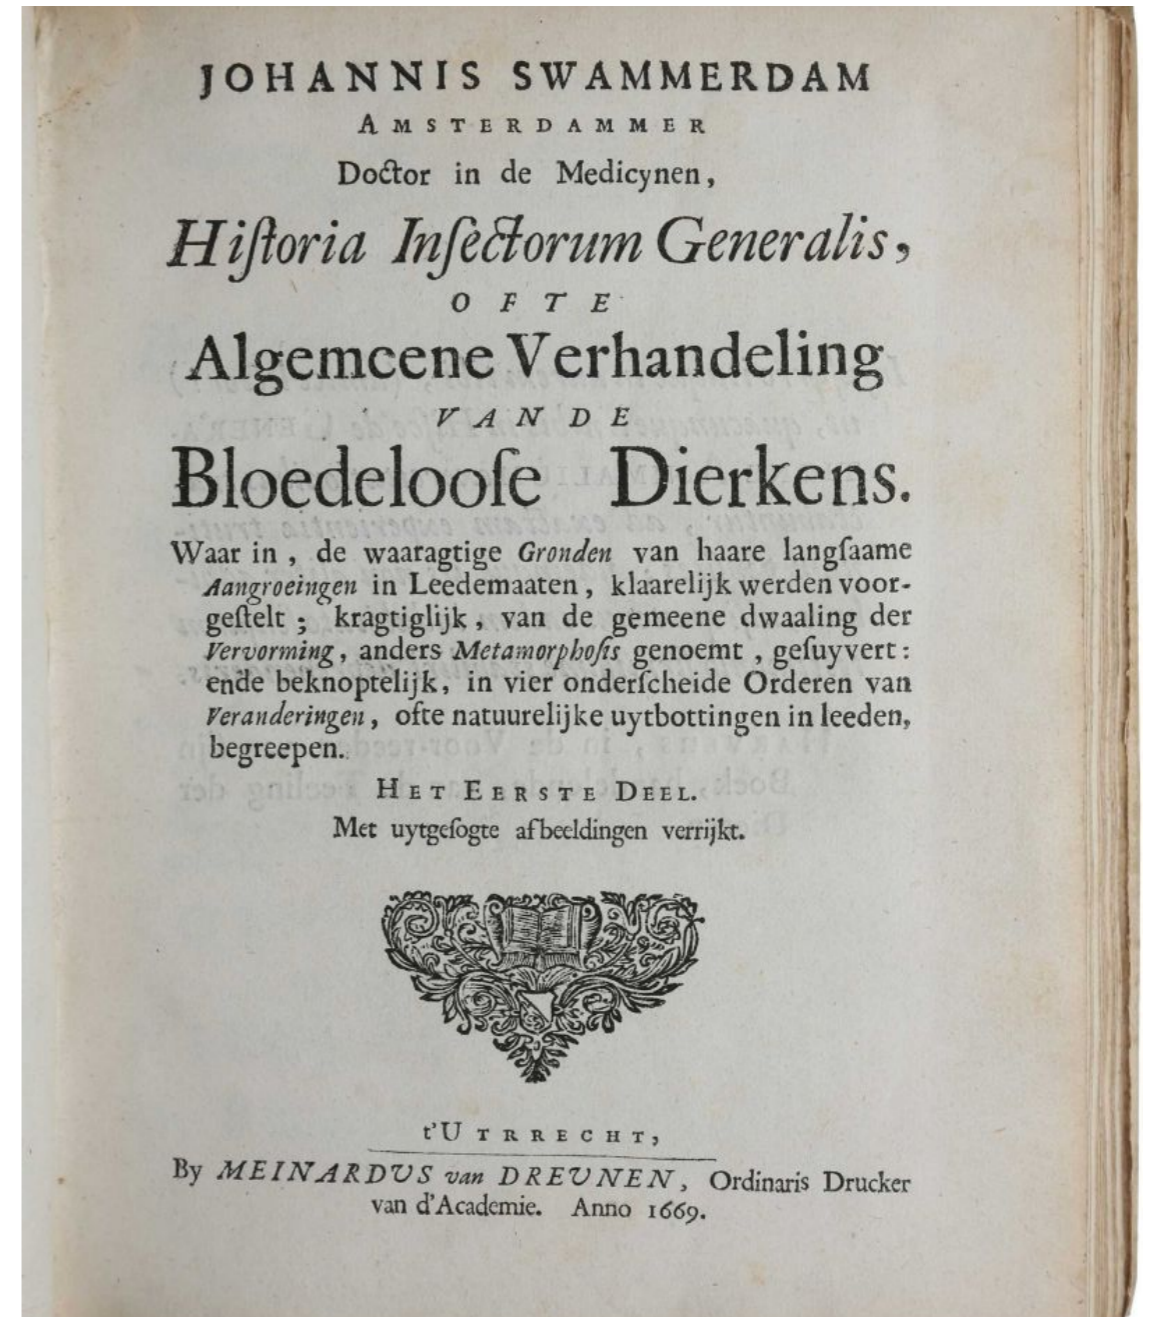 JOHANNIS SWAMMERDAM
AMSTERDAMMER
Doctor in de Medicynen,
Hiſtoria Inſectorum Generalis,
OFTE
Algemeene Verhandeling
VANDE
Bloedelooſe Dierkens.
Waar in, de waaragtige Gronden van haare langſaame
Aangroeingen in Leedemaaten, klaarelijk werden voor-
geſtelt; kragtiglijk, van de gemeene dwaaling der
Vervorming, anders Metamorphoſis genoemt, geſuyvert:
ende beknoptelijk, in vier onderſcheide Orderen van
Veranderingen, ofte natuurelijke uytbottingen in leeden,
begreepen.
HET EERSTE DEEL.
Met uytgeſogte afbeeldingen verrijkt.
t'UTRRECHT,
By MEINARDUS van DREUNEN, Ordinaris Drucker
van d'Academie. Anno 1669.